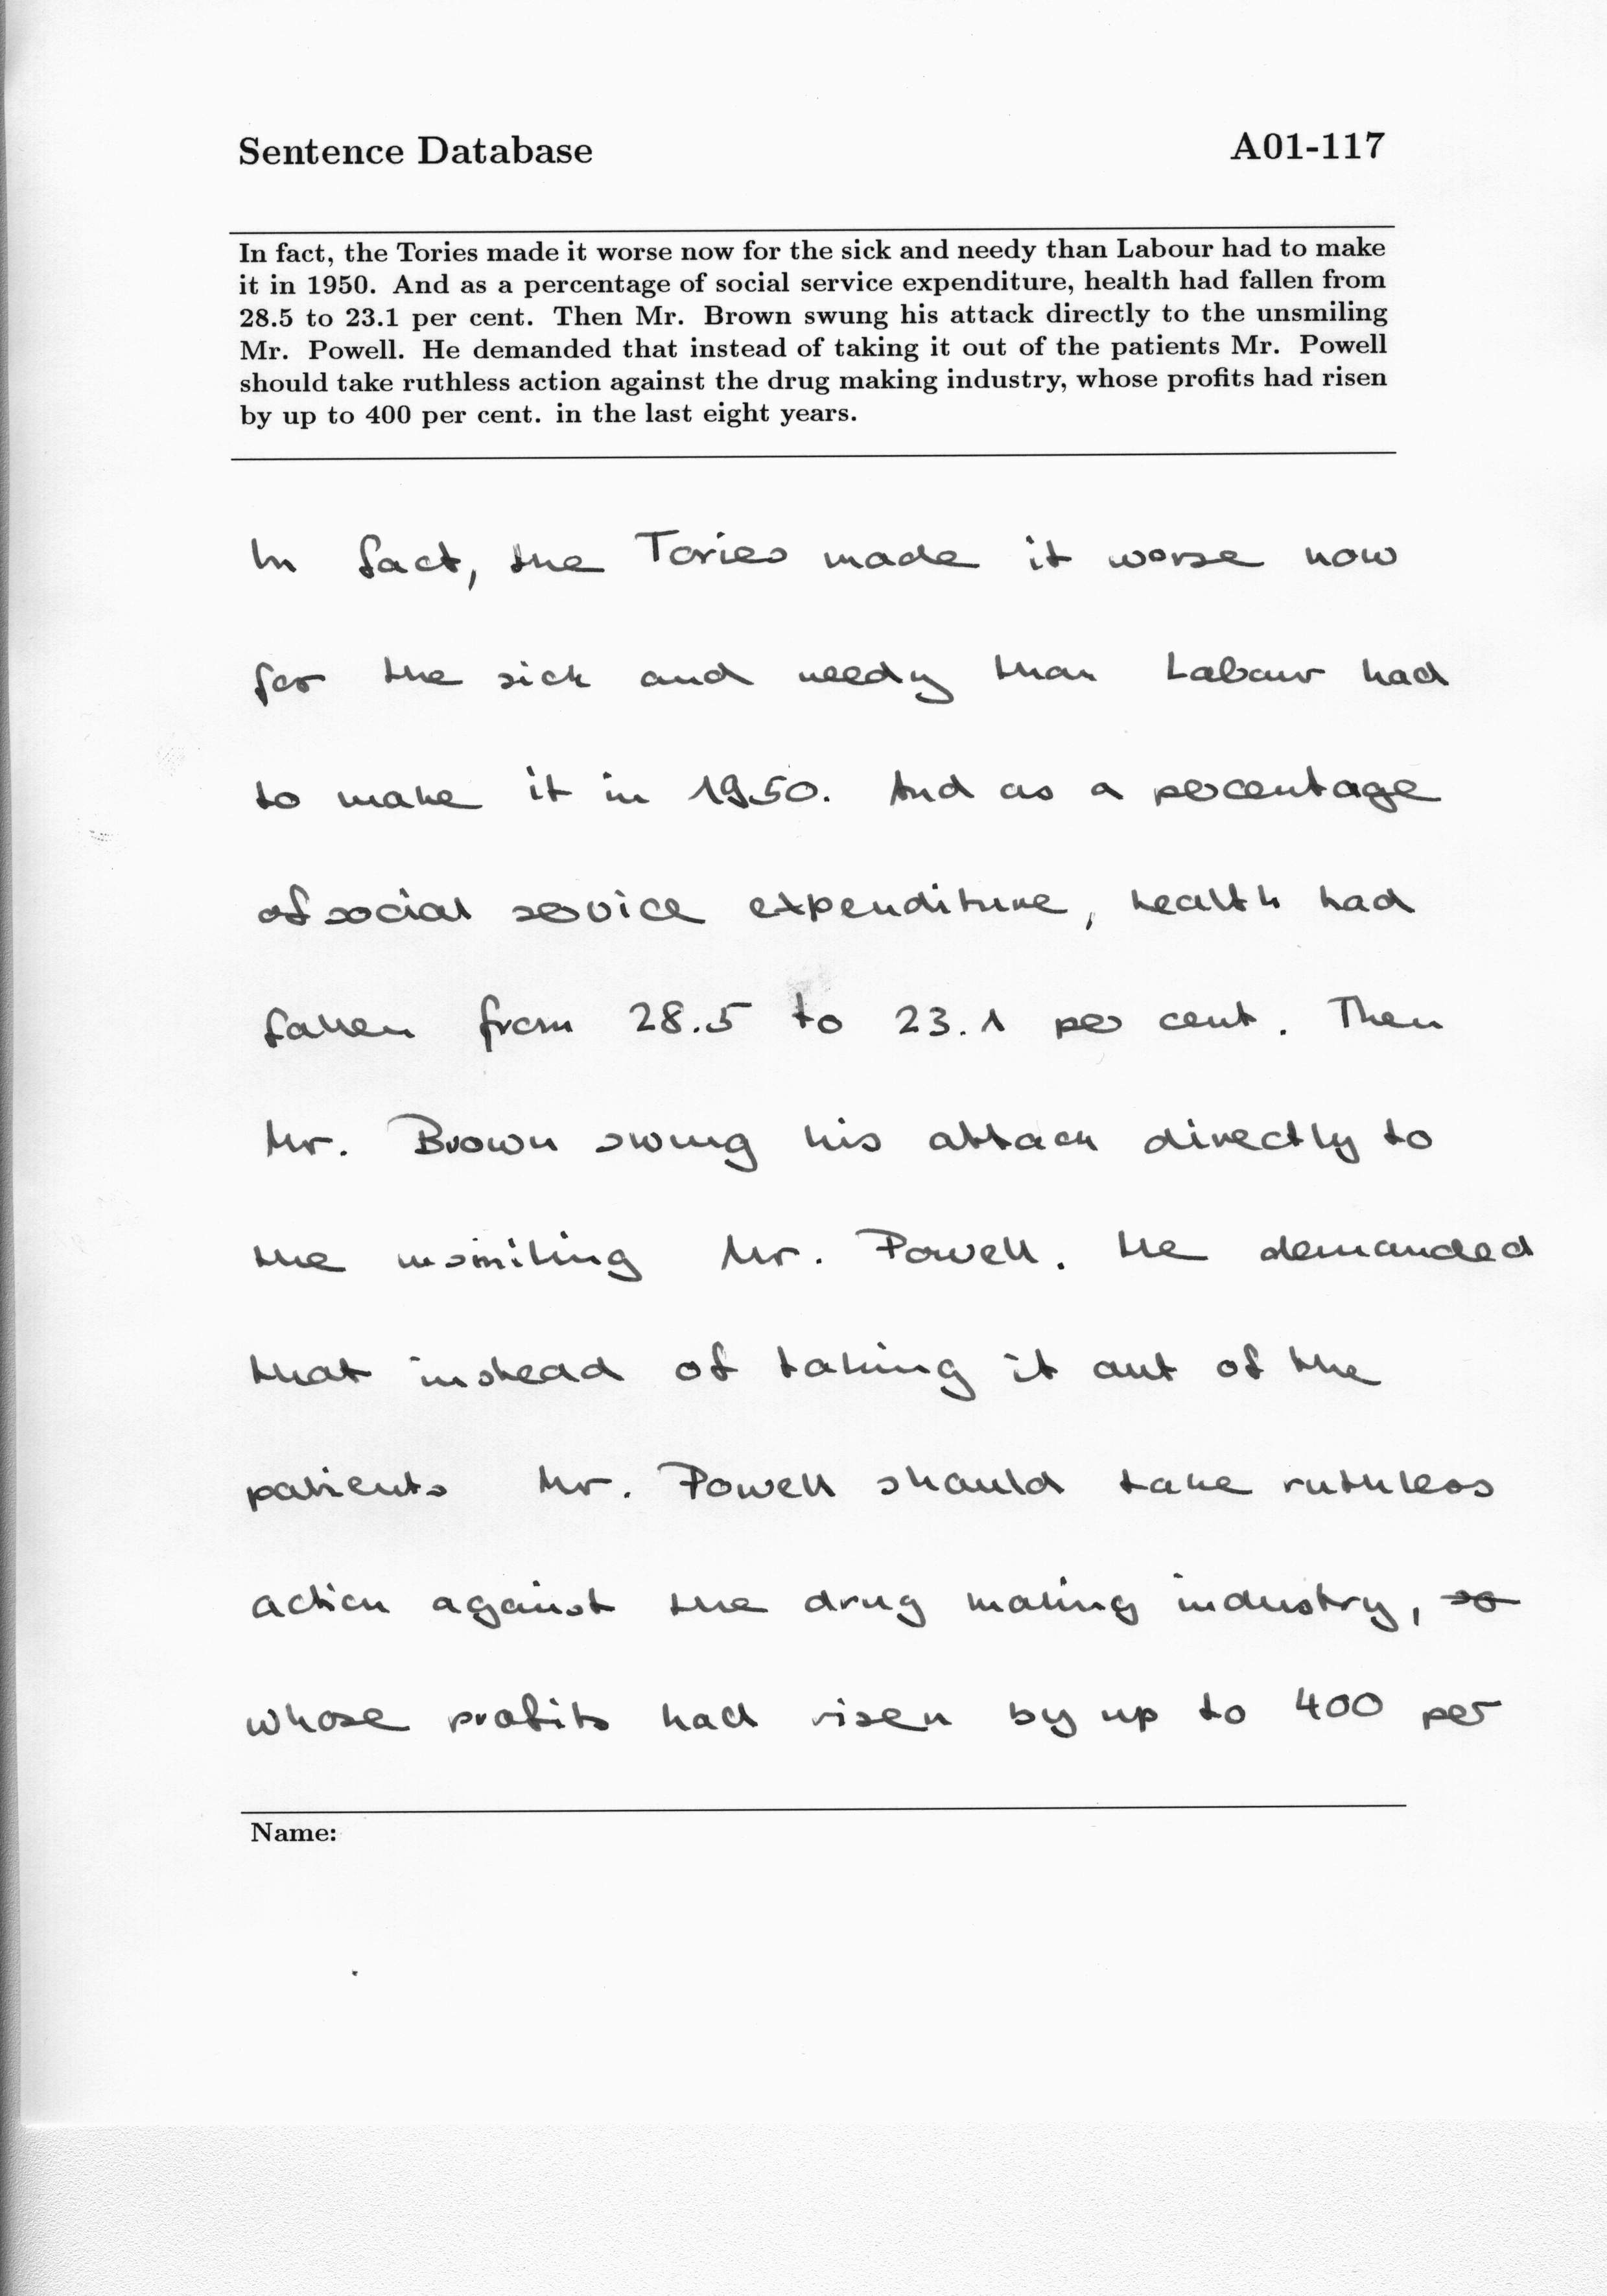 Sentence Database A01-117
In fact, the Tories made it worse now for the sick and needy than Labour had to make
it in 1950. And as a percentage of social service expenditure, health had fallen from
28.5 to 23.1 per cent. Then Mr. Brown swung his attack directly to the unsmiling
Mr. Powell. He demanded that instead of taking it out of the patients Mr. Powell
should take ruthless action against the drug making industry, whose profits had risen
by up to 400 per cent. in the last eight years.
In fact, the Tories made it worse now
for the sick and needy than Labour had
to make it in 1950. And as a percentage
of social service expenditure, health had
fallen from 28.5 to 23.1 per cent. Then
Mr. Brown swung his attack directly to
the unsmiling Mr. Powell. He demanded
that instead of taking it out of the
patients Mr. Powell should take ruthless
action against the drug making industry,
whose profits had risen by up to 400 per
Name: